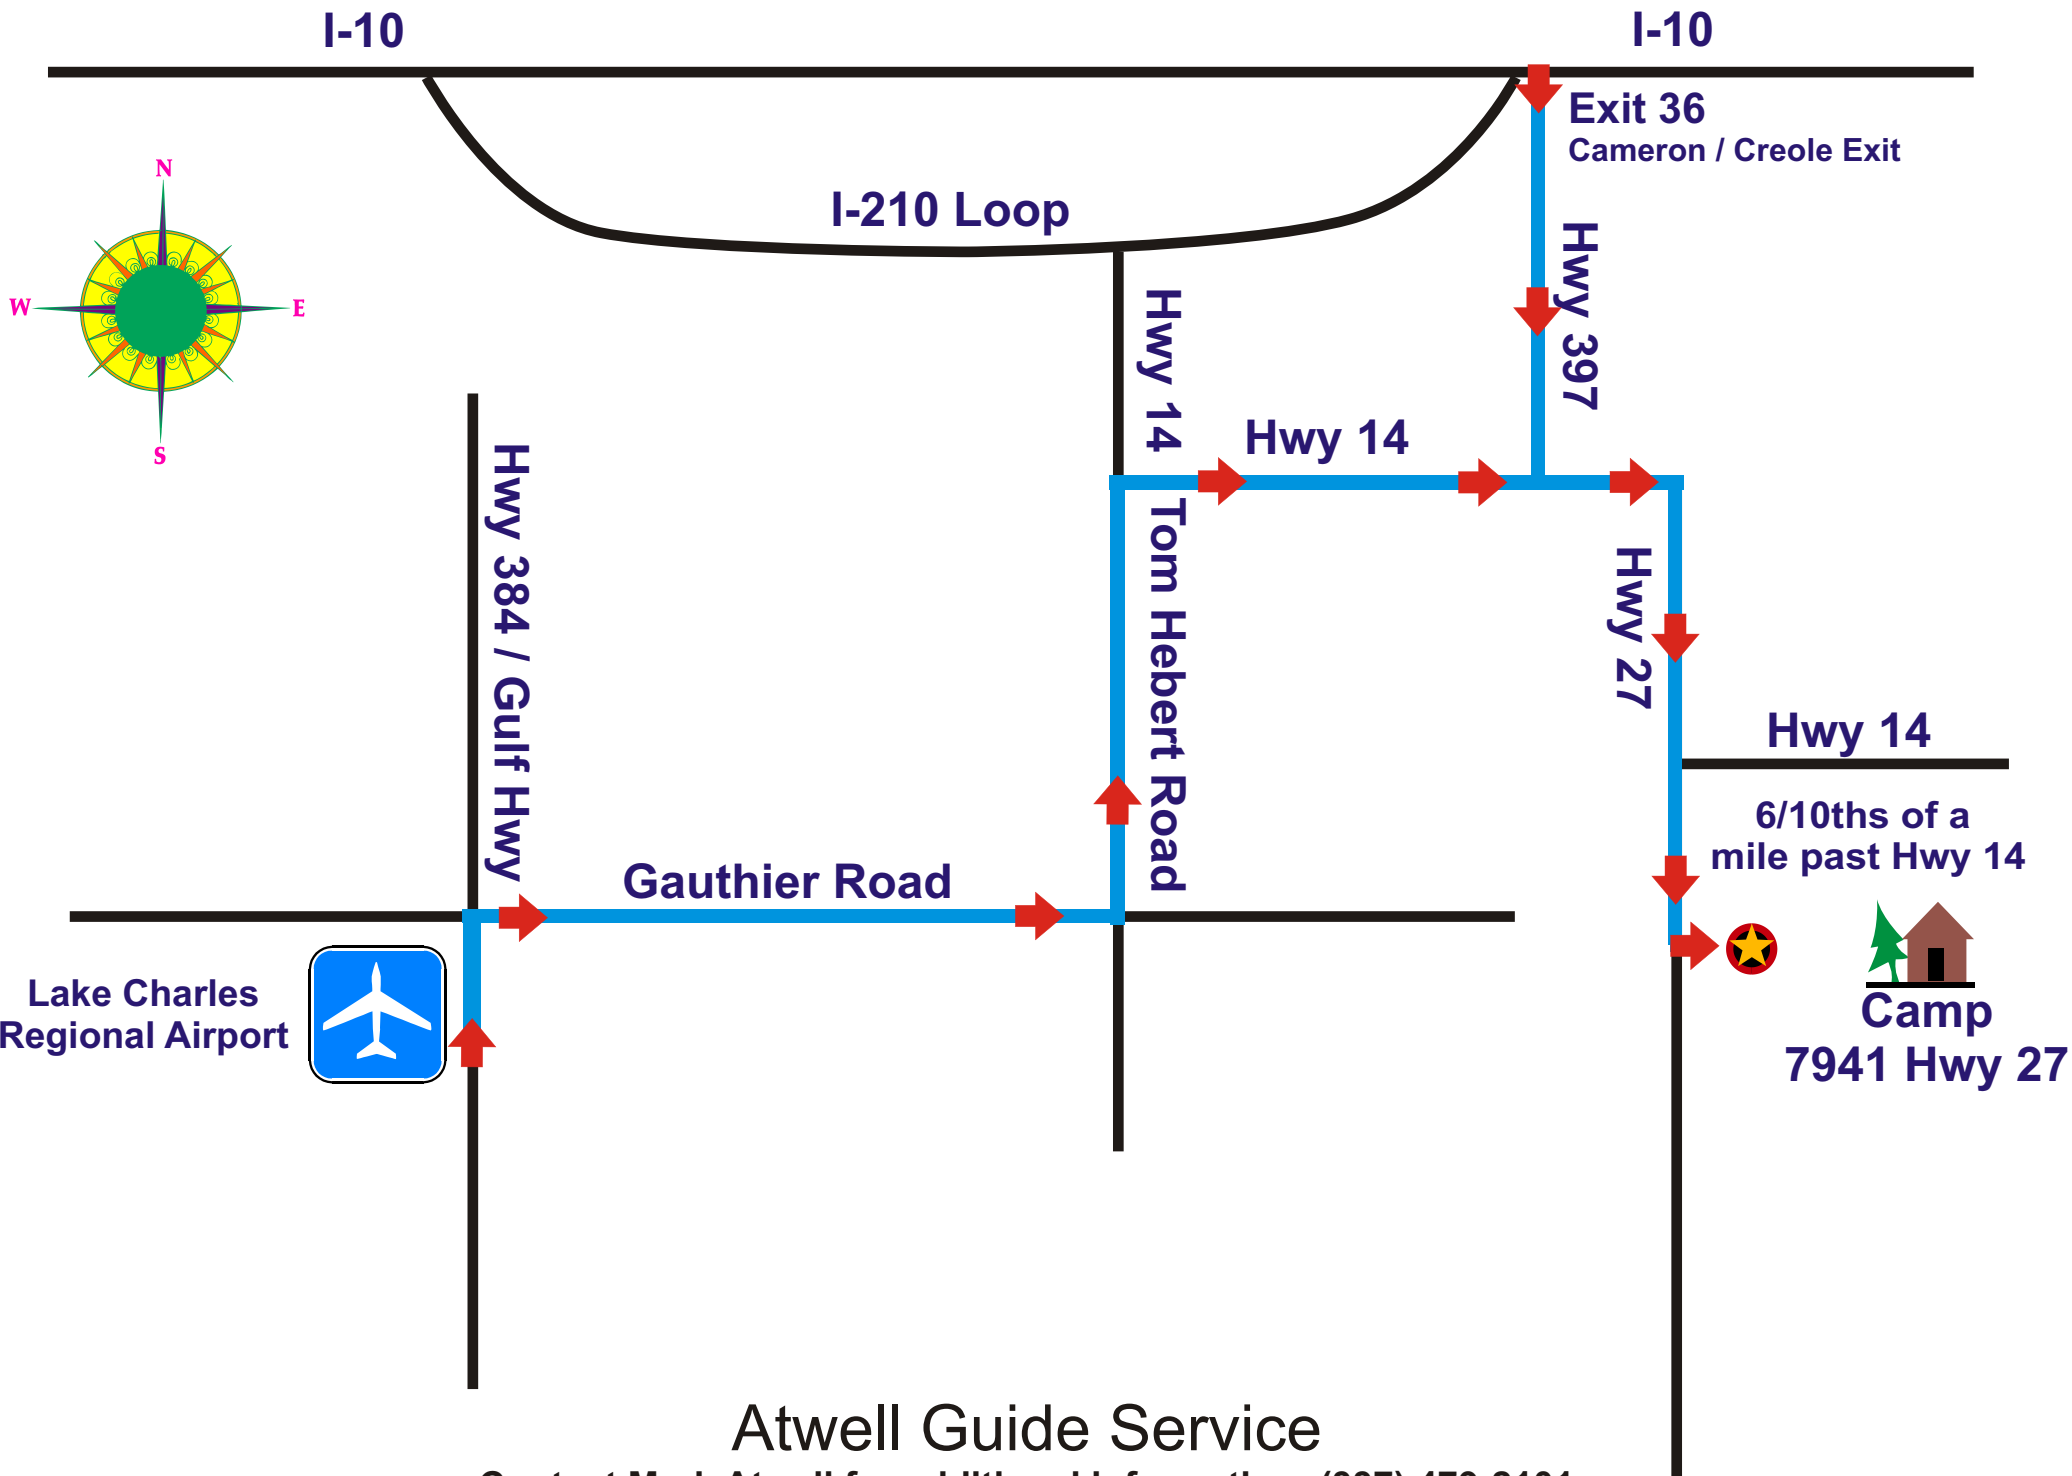 I-10
I-10
Exit 36
Cameron / Creole Exit
N
I-210 Loop
W
E
S
Hwy 397
Hwy 14
Hwy 14
Hwy 384 / Gulf Hwy
Tom Hebert Road
Hwy 27
Hwy 14
6/10ths of a
mile past Hwy 14
Gauthier Road
Lake Charles
Regional Airport
Camp
7941 Hwy 27
Atwell Guide Service